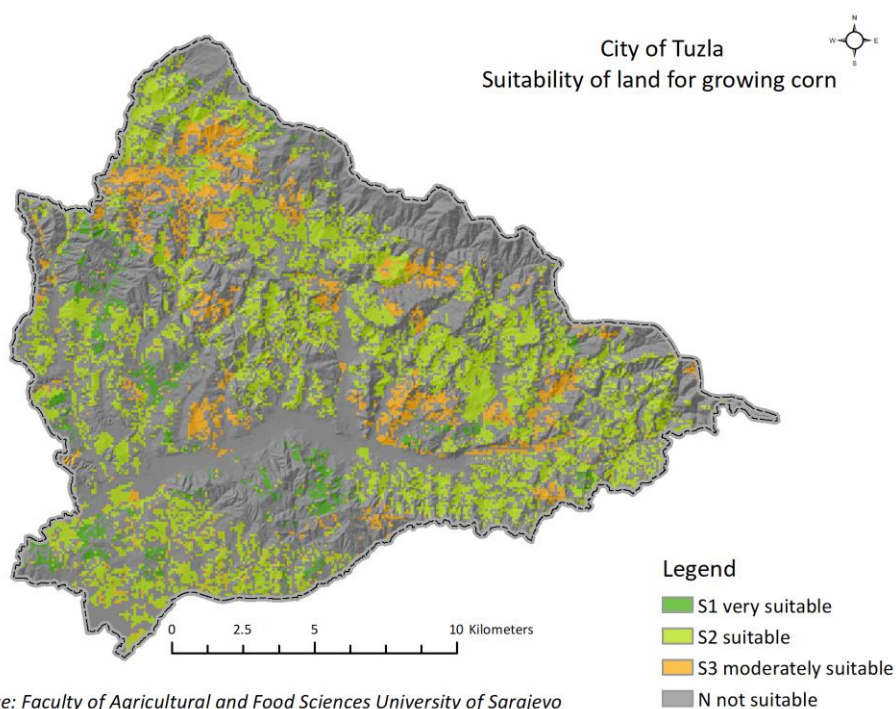 City of Tuzla
Suitability of land for growing corn
N
W E
S
0 2.5 5 10 Kilometers
Legend
S1 very suitable
S2 suitable
S3 moderately suitable
N not suitable
Faculty of Agricultural and Food Sciences University of Sarajevo